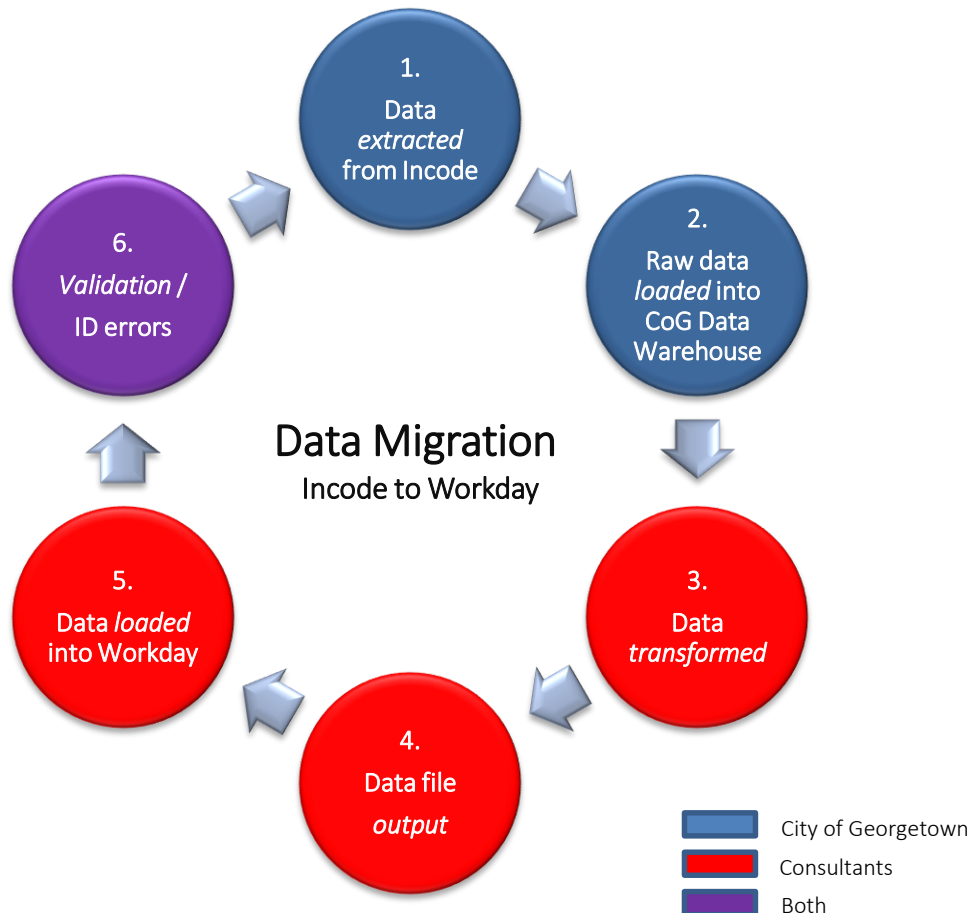 1.
Data
extracted
from Incode
2.
Raw data
loaded into
CoG Data
Warehouse
3.
Data
transformed
4.
Data file
output
5.
Data loaded
into Workday
6.
Validation /
ID errors
Data Migration
Incode to Workday
City of Georgetown
Consultants
Both